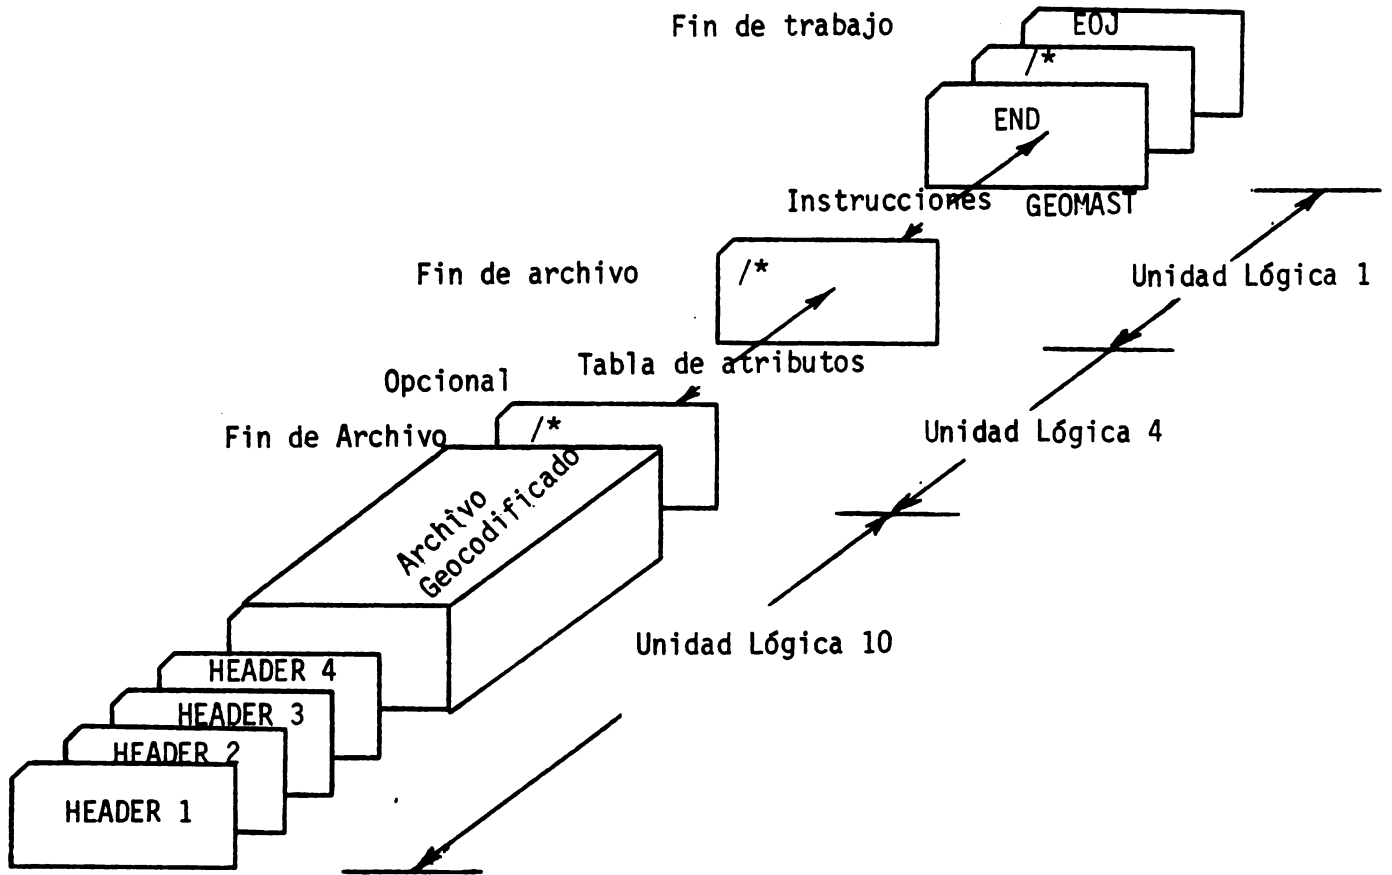 Fin de trabajo
EOJ
/*
END
Instrucciones
GEOMAST
Fin de archivo
/*
Unidad Lógica 1
Tabla de atributos
Opcional
Fin de Archivo
/*
Unidad Lógica 4
Archivo
Geocodificado
Unidad Lógica 10
HEADER 4
HEADER 3
HEADER 2
HEADER 1